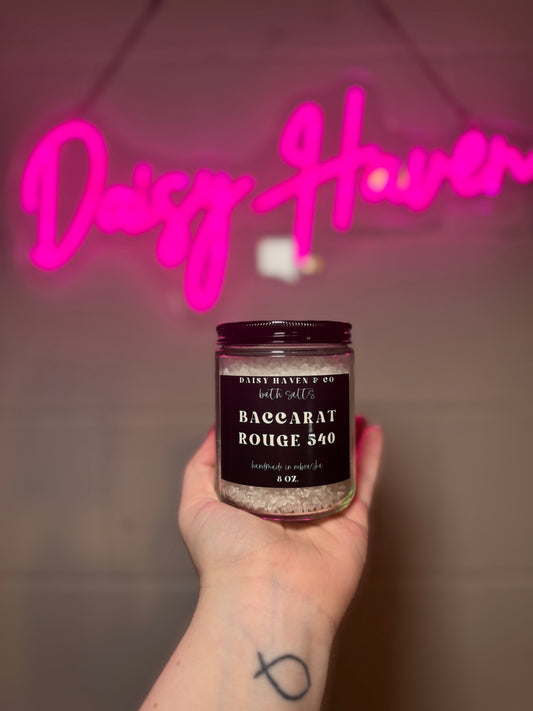 Daisy Haven
DAISY HAVEN & CO
bath salts
BACCARAT
ROUGE 540
handmade in nebraska
8 OZ.